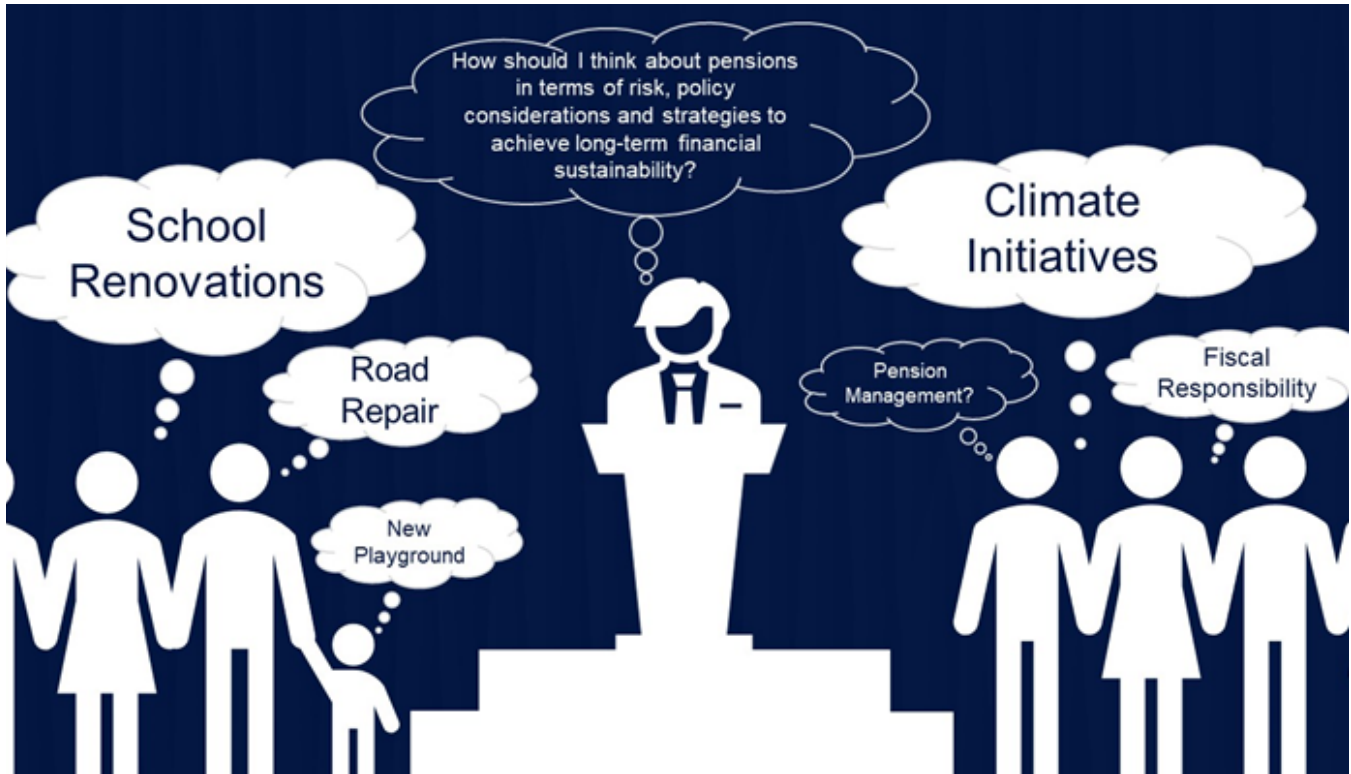 How should I think about pensions
in terms of risk, policy
considerations and strategies to
achieve long-term financial
sustainability?
School
Renovations
Road
Repair
New
Playground
Climate
Initiatives
Pension
Management?
Fiscal
Responsibility